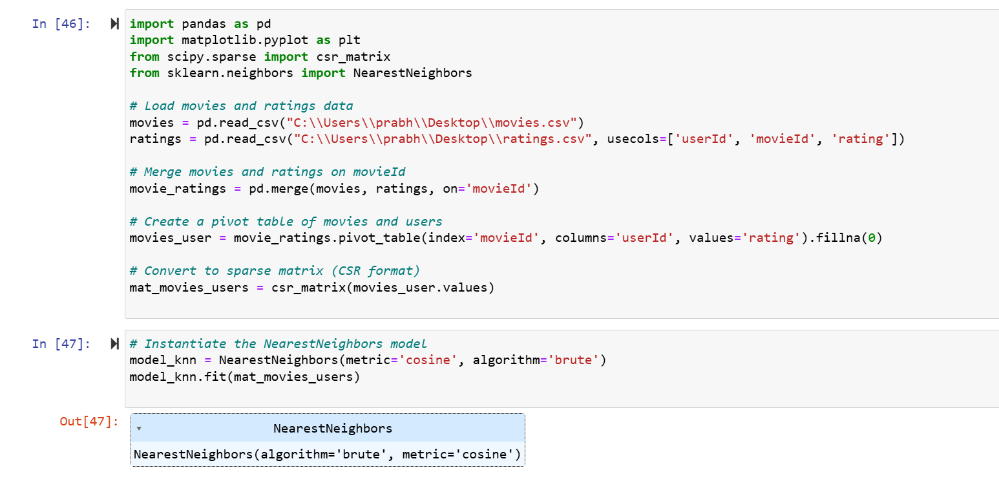 In [46]:
import pandas as pd
import matplotlib.pyplot as plt
from scipy.sparse import csr_matrix
from sklearn.neighbors import NearestNeighbors
# Load movies and ratings data
movies = pd.read_csv("C:\\Users\\prabh\\Desktop\\movies.csv")
ratings = pd.read_csv("C:\\Users\\prabh\\Desktop\\ratings.csv", usecols=['userId', 'movieId', 'rating'])
# Merge movies and ratings on movieId
movie_ratings = pd.merge(movies, ratings, on='movieId')
# Create a pivot table of movies and users
movies_user = movie_ratings.pivot_table(index='movieId', columns='userId', values='rating').fillna(0)
# Convert to sparse matrix (CSR format)
mat_movies_users = csr_matrix(movies_user.values)
In [47]:
# Instantiate the NearestNeighbors model
model_knn = NearestNeighbors(metric='cosine', algorithm='brute')
model_knn.fit(mat_movies_users)
Out[47]:
NearestNeighbors
NearestNeighbors(algorithm='brute', metric='cosine')